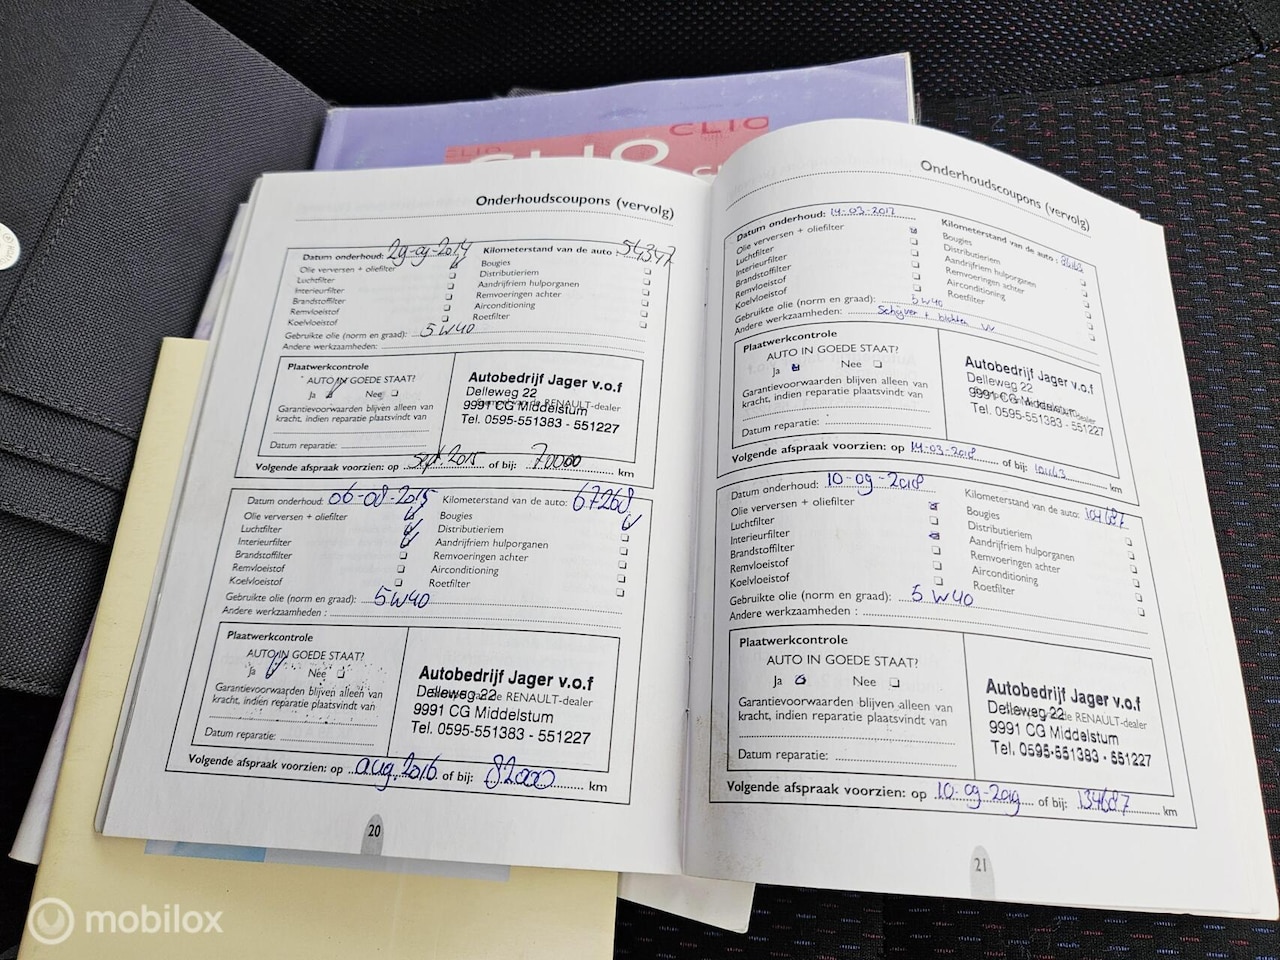 CLIO
CLIO
CLIO
Onderhoudscoupons (vervolg)
Datum onderhoud: 29-09-2014
Kilometerstand van de auto : 54347
Olie verversen + oliefilter
Luchtfilter
Interieurfilter
Brandstoffilter
Remvloeistof
Koelvloeistof
Bougies
Distributieriem
Aandrijfriem hulporganen
Remvoeringen achter
Airconditioning
Roetfilter
Gebruikte olie (norm en graad): 5W40
Andere werkzaamheden:
Plaatwerkcontrole
AUTO IN GOEDE STAAT?
Ja Nee
Garantievoorwaarden blijven alleen van
kracht, indien reparatie plaatsvindt van
Datum reparatie:
Autobedrijf Jager v.o.f
Delleweg 22
RENAULT-dealer
9991 CG Middelstum
Tel. 0595-551383 - 551227
Volgende afspraak voorzien: op sept. 2015 of bij: 70000 km
Datum onderhoud: 06-08-2015
Kilometerstand van de auto: 67268
Olie verversen + oliefilter
Luchtfilter
Interieurfilter
Brandstoffilter
Remvloeistof
Koelvloeistof
Bougies
Distributieriem
Aandrijfriem hulporganen
Remvoeringen achter
Airconditioning
Roetfilter
Gebruikte olie (norm en graad): 5W40
Andere werkzaamheden :
Plaatwerkcontrole
AUTO IN GOEDE STAAT?
Ja Nee
Garantievoorwaarden blijven alleen van
kracht, indien reparatie plaatsvindt van
Datum reparatie:
Autobedrijf Jager v.o.f
Delleweg 22
RENAULT-dealer
9991 CG Middelstum
Tel. 0595-551383 - 551227
Volgende afspraak voorzien: op aug. 2016 of bij: 82000 km
20
Onderhoudscoupons (vervolg)
Datum onderhoud: 14-03-2017
Kilometerstand van de auto :
Olie verversen + oliefilter
Luchtfilter
Interieurfilter
Brandstoffilter
Remvloeistof
Koelvloeistof
Bougies
Distributieriem
Aandrijfriem hulporganen
Remvoeringen achter
Airconditioning
Roetfilter
Gebruikte olie (norm en graad): 5W40
Andere werkzaamheden: Schijven + blokken VV
Plaatwerkcontrole
AUTO IN GOEDE STAAT?
Ja Nee
Garantievoorwaarden blijven alleen van
kracht, indien reparatie plaatsvindt van
Datum reparatie:
Autobedrijf Jager v.o.f
Delleweg 22
9991 CG Middelstum
Tel. 0595-551383 - 551227
Volgende afspraak voorzien: op 14-03-2018 of bij: km
Datum onderhoud: 10-09-2018
Kilometerstand van de auto: 104687
Olie verversen + oliefilter
Luchtfilter
Interieurfilter
Brandstoffilter
Remvloeistof
Koelvloeistof
Bougies
Distributieriem
Aandrijfriem hulporganen
Remvoeringen achter
Airconditioning
Roetfilter
Gebruikte olie (norm en graad): 5W40
Andere werkzaamheden :
Plaatwerkcontrole
AUTO IN GOEDE STAAT?
Ja Nee
Garantievoorwaarden blijven alleen van
kracht, indien reparatie plaatsvindt van
Datum reparatie:
Autobedrijf Jager v.o.f
Delleweg 22
RENAULT-dealer
9991 CG Middelstum
Tel. 0595-551383 - 551227
Volgende afspraak voorzien: op 10-09-2019 of bij: 134687 km
21
mobilox